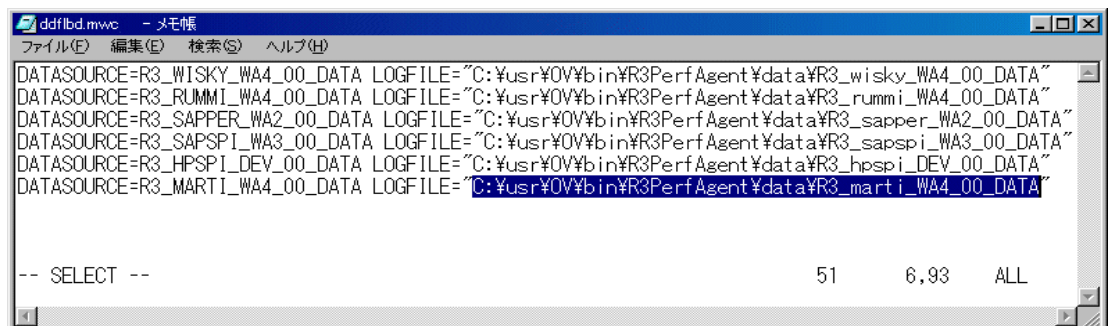 ddflbd.mwc - メモ帳
ファイル(F) 編集(E) 検索(S) ヘルプ(H)
DATASOURCE=R3_WISKY_WA4_00_DATA LOGFILE="C:¥usr¥OV¥bin¥R3PerfAgent¥data¥R3_wisky_WA4_00_DATA"
DATASOURCE=R3_RUMMI_WA4_00_DATA LOGFILE="C:¥usr¥OV¥bin¥R3PerfAgent¥data¥R3_rummi_WA4_00_DATA"
DATASOURCE=R3_SAPPER_WA2_00_DATA LOGFILE="C:¥usr¥OV¥bin¥R3PerfAgent¥data¥R3_sapper_WA2_00_DATA"
DATASOURCE=R3_SAPSPI_WA3_00_DATA LOGFILE="C:¥usr¥OV¥bin¥R3PerfAgent¥data¥R3_sapspi_WA3_00_DATA"
DATASOURCE=R3_HPSPI_DEV_00_DATA LOGFILE="C:¥usr¥OV¥bin¥R3PerfAgent¥data¥R3_hpspi_DEV_00_DATA"
DATASOURCE=R3_MARTI_WA4_00_DATA LOGFILE="C:¥usr¥OV¥bin¥R3PerfAgent¥data¥R3_marti_WA4_00_DATA"
-- SELECT -- 51 6,93 ALL